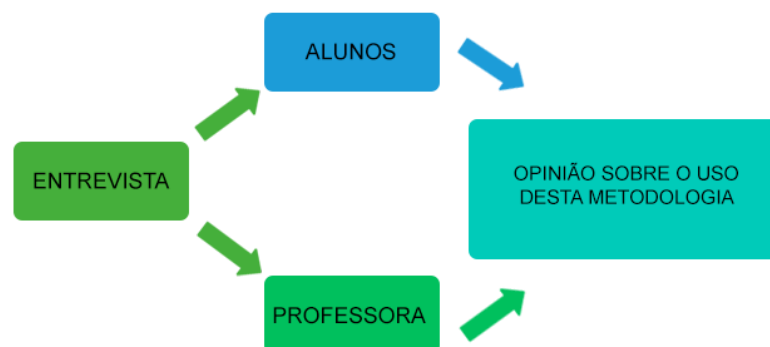 ALUNOS
ENTREVISTA
OPINIÃO SOBRE O USO
DESTA METODOLOGIA
PROFESSORA